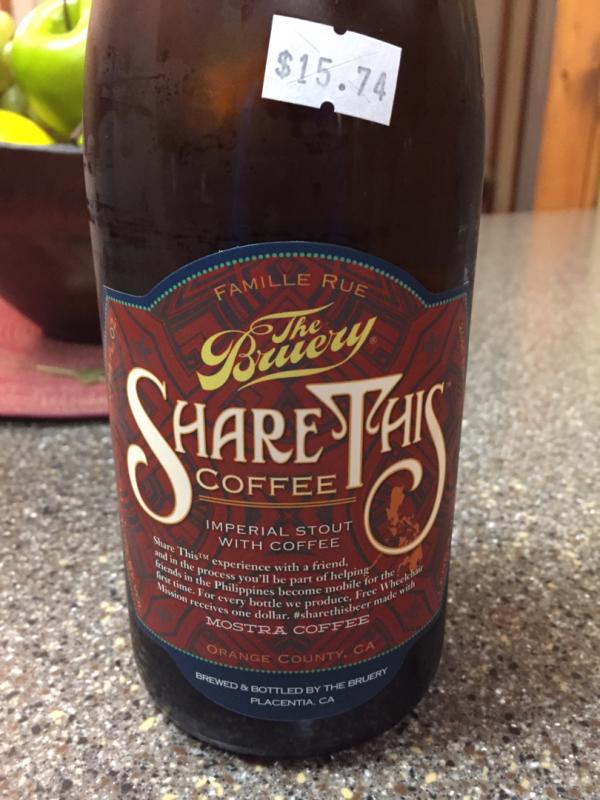 $15.74
FAMILLE RUE
The
Bruery®
SHARE THIS™
COFFEE
IMPERIAL STOUT
WITH COFFEE
Share This™ experience with a friend,
and in the process you'll be part of helping
friends in the Philippines become mobile for the
first time. For every bottle we produce, Free Wheelchair
Mission receives one dollar. #sharethisbeer made with
MOSTRA COFFEE
ORANGE COUNTY, CA
BREWED & BOTTLED BY THE BRUERY
PLACENTIA, CA